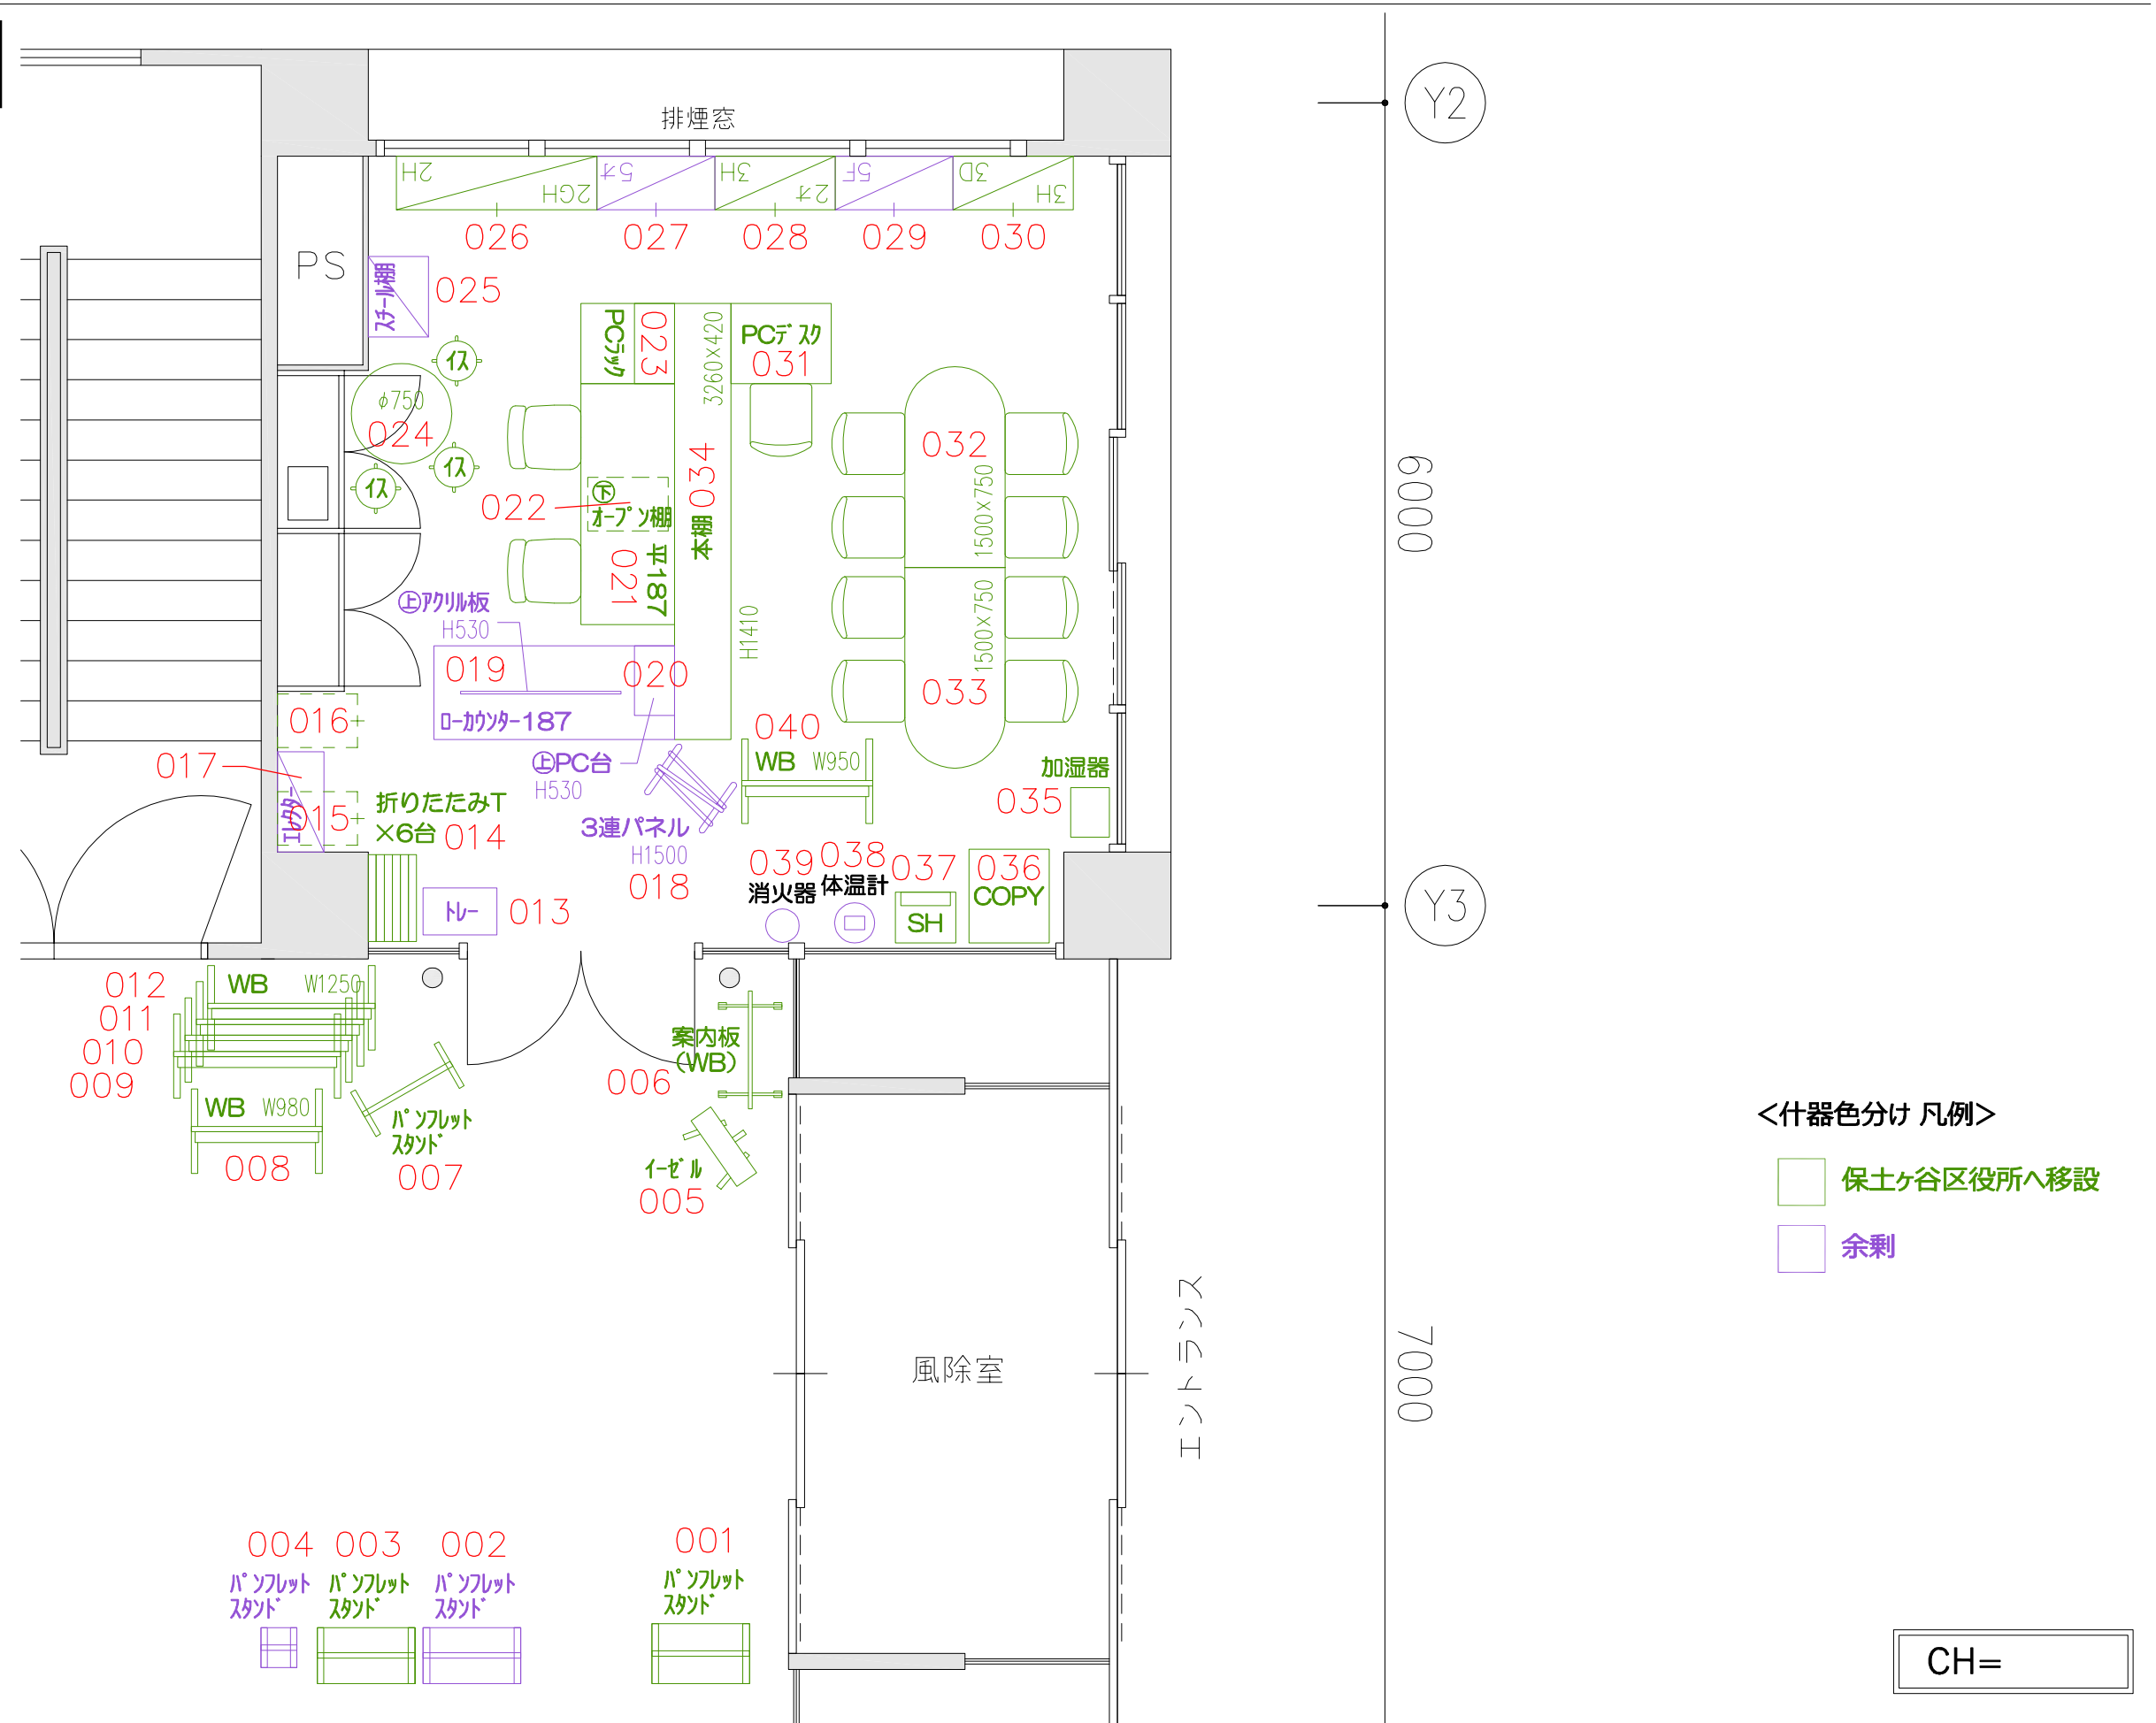 排煙窓
Y2
2H
2GH
5オ
3H
2オ
5F
3D
3H
026
027
028
029
030
PS
スチール棚
025
PCラック
023
3260×420
PCデスク
031
イス
φ750
024
イス
イス
032
1500×750
6000
022
下
オープン棚
本棚 034
021
平187
上アクリル板
H530
H1410
1500×750
019
020
033
ローカウンター187
016
017
040
WB W950
上PC台
H530
加湿器
035
エレクター
015
折りたたみT
×6台 014
3連パネル
H1500
018
039
消火器
038
体温計
037
SH
036
COPY
トレー
013
Y3
012
011
010
009
WB W1250
案内板
(WB)
006
WB W980
008
パンフレット
スタンド
007
イーゼル
005
<什器色分け 凡例>
保土ヶ谷区役所へ移設
余剰
エントランス
風除室
7000
004
パンフレット
スタンド
003
パンフレット
スタンド
002
パンフレット
スタンド
001
パンフレット
スタンド
CH=